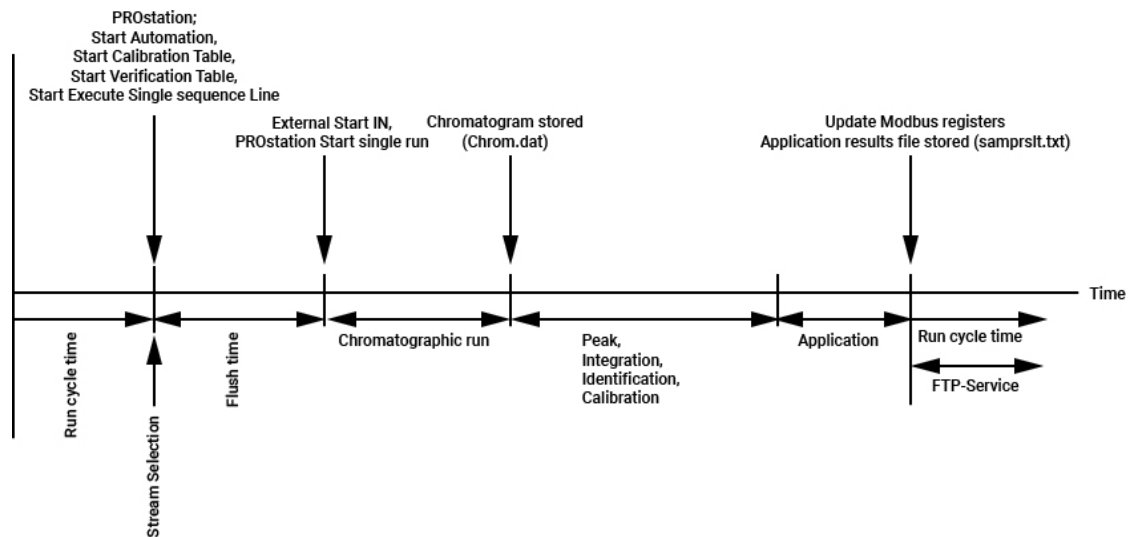 PROstation;
Start Automation,
Start Calibration Table,
Start Verification Table,
Start Execute Single sequence Line
External Start IN,
PROstation Start single run
Chromatogram stored
(Chrom.dat)
Update Modbus registers
Application results file stored (samprslt.txt)
Time
Run cycle time
Stream Selection
Flush time
Chromatographic run
Peak,
Integration,
Identification,
Calibration
Application
Run cycle time
FTP-Service